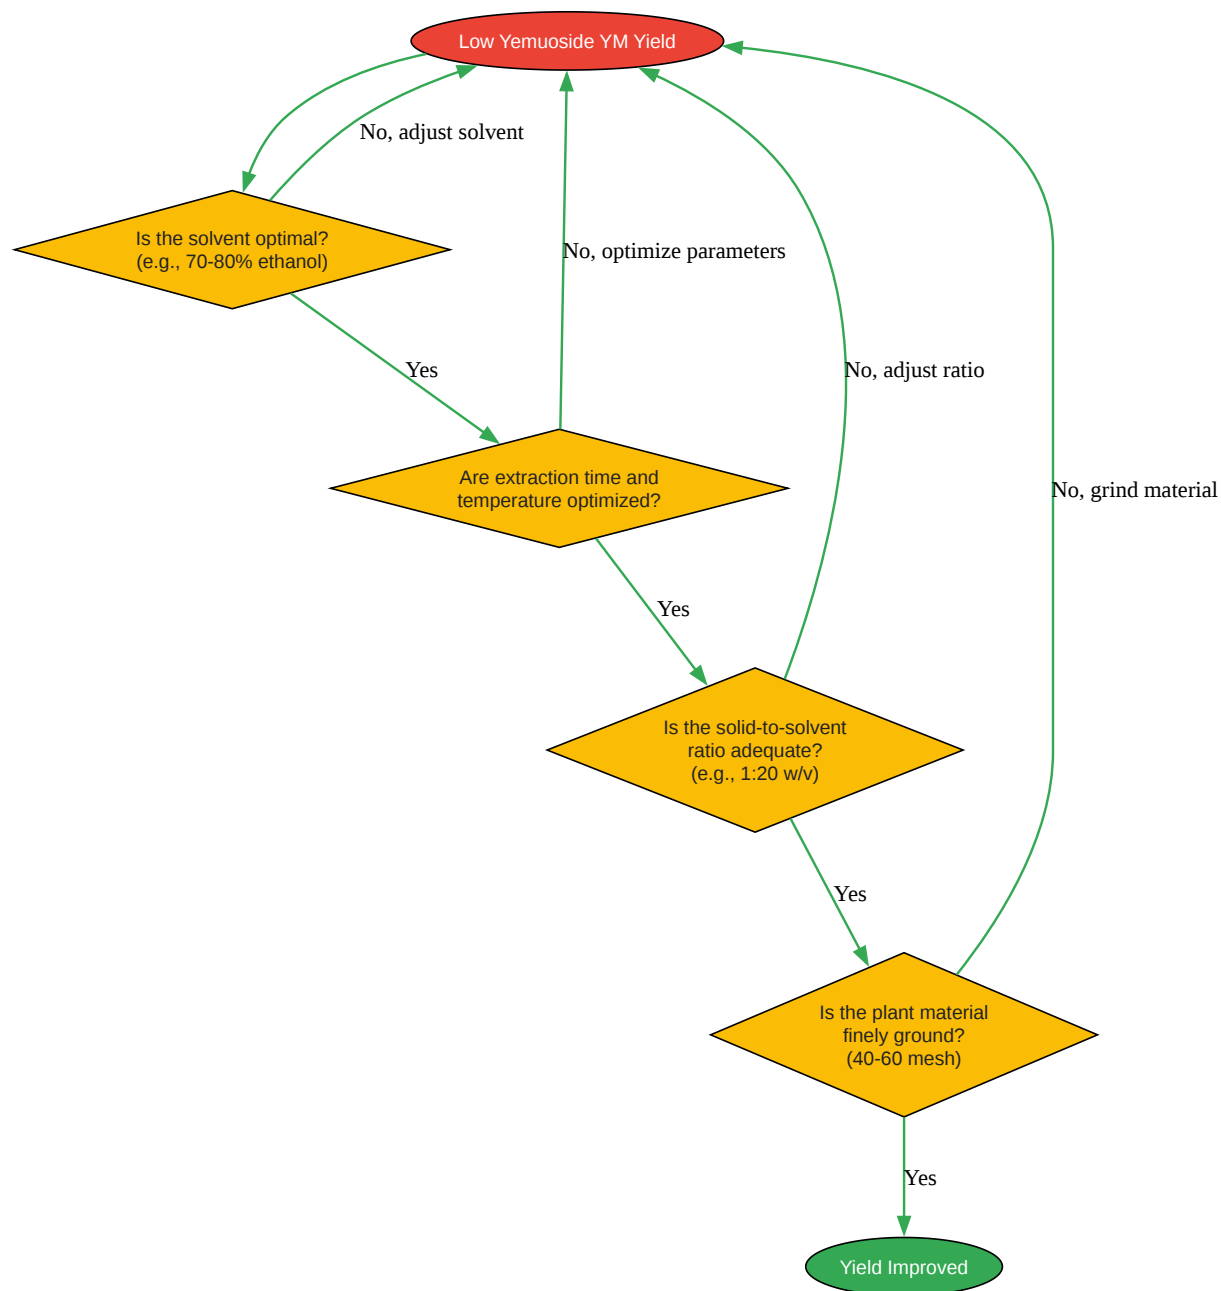 Low Yemuoside YM Yield
No, adjust solvent
Is the solvent optimal?
(e.g., 70-80% ethanol)
No, optimize parameters
Yes
No, adjust ratio
Are extraction time and
temperature optimized?
No, grind material
Yes
Is the solid-to-solvent
ratio adequate?
(e.g., 1:20 w/v)
Yes
Is the plant material
finely ground?
(40-60 mesh)
Yes
Yield Improved